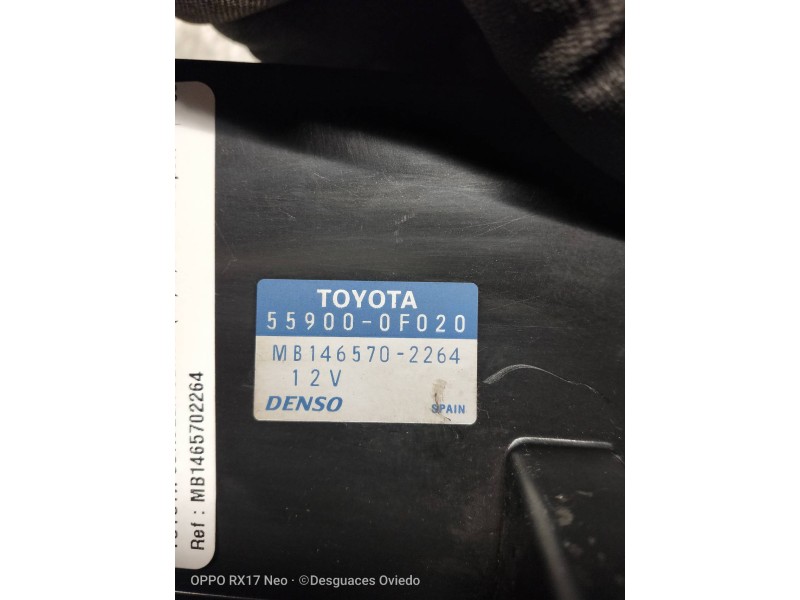 TOYOTA
55900-0F020
MB146570-2264
12V
DENSO
SPAIN
Ref : MB1465702264
OPPO RX17 Neo · ©Desguaces Oviedo